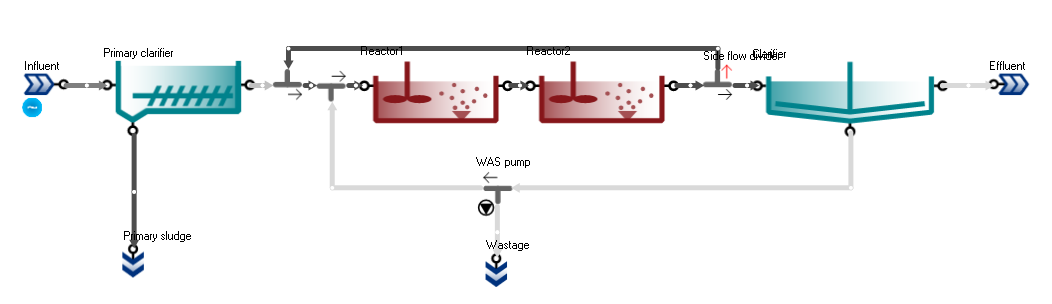 Influent
Primary clarifier
Reactor1
Reactor2
Side flow divider
Clarifier
Effluent
WAS pump
Primary sludge
Wastage